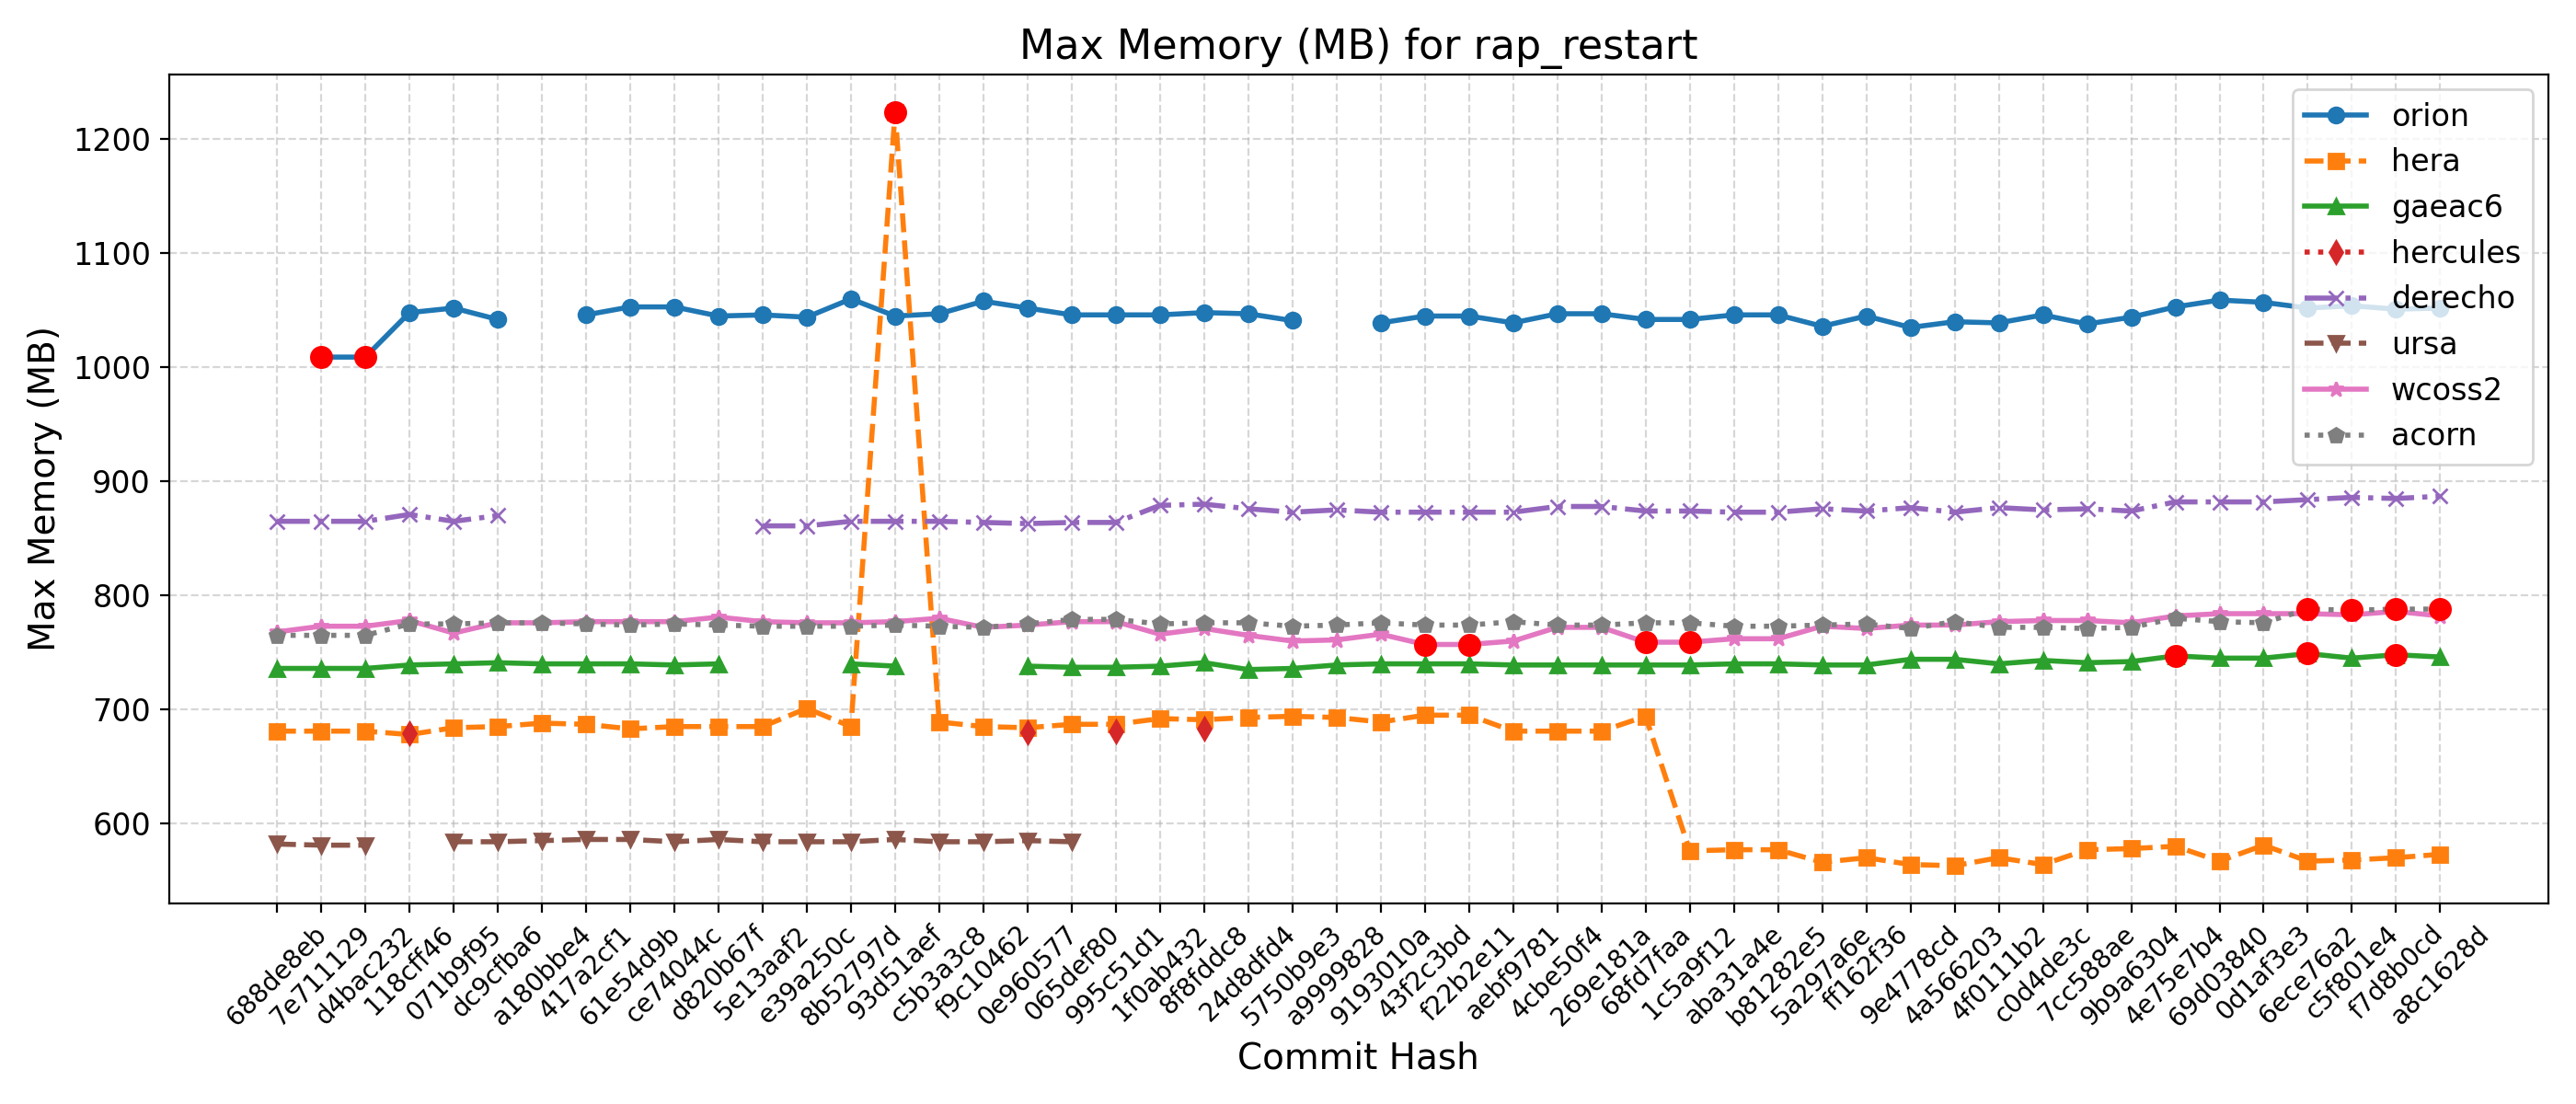 Max Memory (MB) for rap_restart
Max Memory (MB)
1200
1100
1000
900
800
700
600
orion
hera
gaeac6
hercules
derecho
ursa
wcoss2
acorn
688de8eb
7e711129
d4bac232
118cff46
071b9f95
dc9cfba6
a180bbe4
417a2cf1
61e54d9b
ce74044c
d820b67f
5e13aaf2
e39a250c
8b52797d
93d51aef
c5b3a3c8
f9c10462
0e960577
065def80
995c51d1
1f0ab432
8f8fddc8
24d8dfd4
5750b9e3
a9999828
9193010a
43f2c3bd
f22b2e11
aebf9781
4cbe50f4
269e181a
68fd7faa
1c5a9f12
aba31a4e
b81282e5
5a297a6e
ff162f36
9e4778cd
4a566203
4f0111b2
c0d4de3c
7cc588ae
9b9a6304
4e75e7b4
69d03840
0d1af3e3
6ece76a2
c5f801e4
f7d8b0cd
a8c1628d
Commit Hash